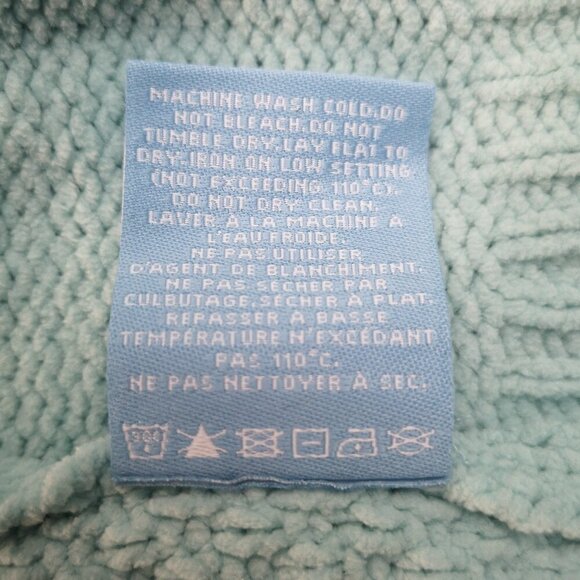 MACHINE WASH COLD.DO
NOT BLEACH.DO NOT
TUMBLE DRY.LAY FLAT TO
DRY.IRON ON LOW SETTING
(NOT EXCEEDING 110°C).
DO NOT DRY CLEAN.
LAVER À LA MACHINE À
L'EAU FROIDE.
NE PAS UTILISER
D'AGENT DE BLANCHIMENT.
NE PAS SÉCHER PAR
CULBUTAGE.SÉCHER À PLAT.
REPASSER À BASSE
TEMPÉRATURE N'EXCÉDANT
PAS 110°C.
NE PAS NETTOYER À SEC.